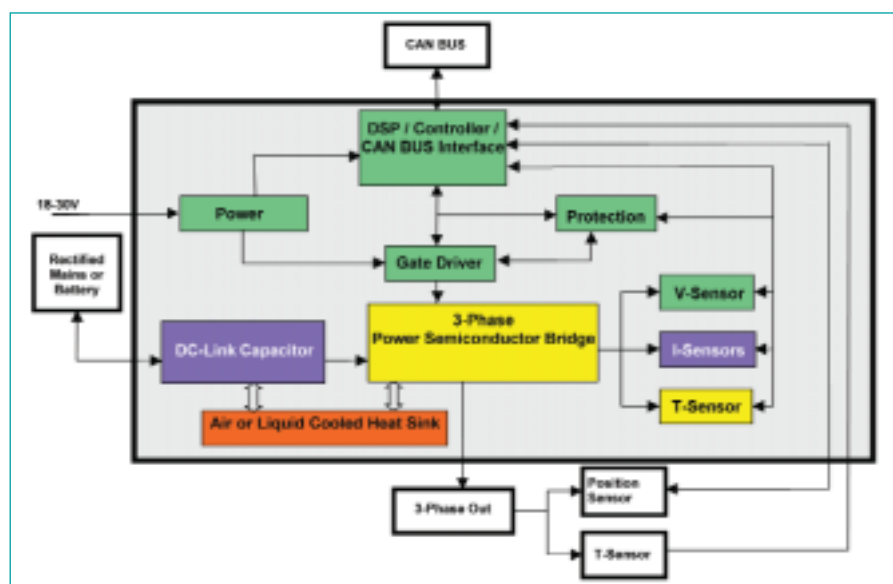 CAN BUS
DSP / Controller /
CAN BUS Interface
18-30V
Power
Protection
Rectified
Mains or
Battery
Gate Driver
3-Phase
Power Semiconductor Bridge
V-Sensor
DC-Link Capacitor
I-Sensors
T-Sensor
Air or Liquid Cooled Heat Sink
3-Phase Out
Position
Sensor
T-Sensor